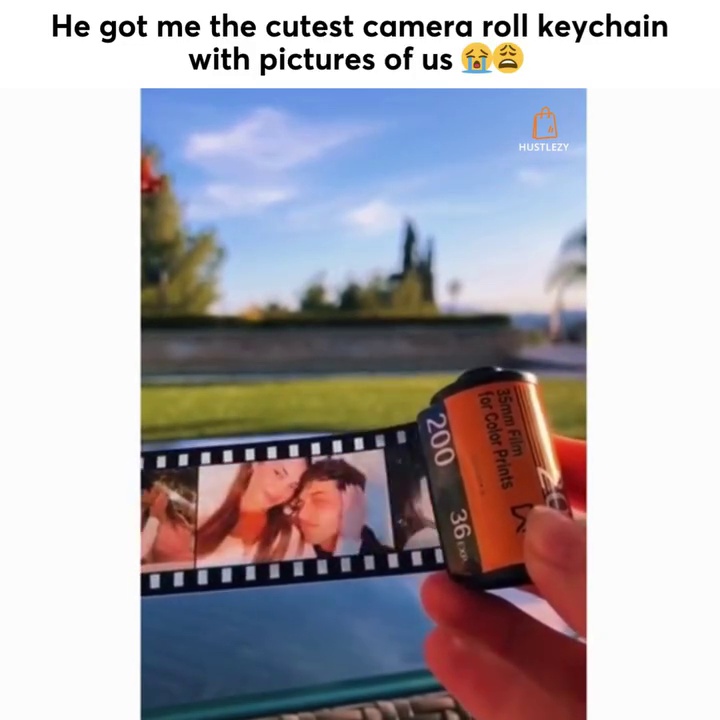 He got me the cutest camera roll keychain
with pictures of us 😭😩
HUSTLEZY
35mm Film
for Color Prints
200
36 EXP.